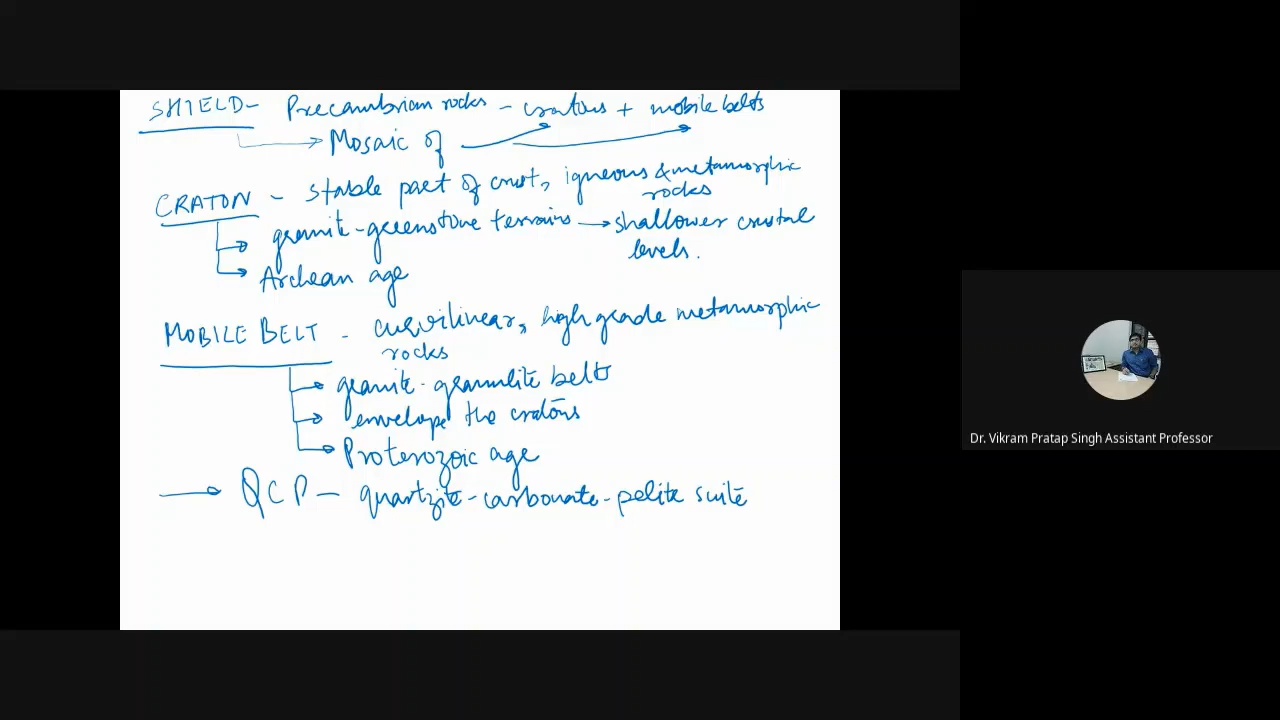 SHIELD- Precambrian rocks - cratons + mobile belts
Mosaic of
CRATON - stable part of crust, igneous & metamorphic
rocks
granite-greenstone terrains → shallower crustal
levels.
Archean age
MOBILE BELT - curvilinear, high grade metamorphic
rocks
granite-granulite belts
envelope the cratons
Proterozoic age
→ QCP - quartzite-carbonate-pelite suite
Dr. Vikram Pratap Singh Assistant Professor